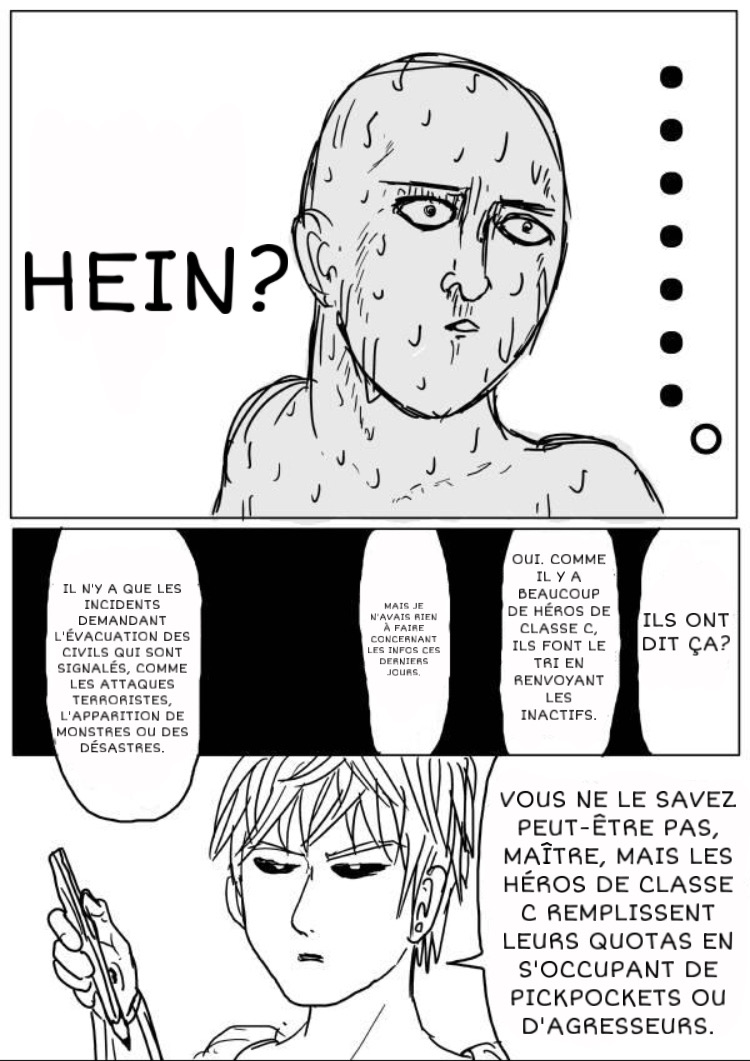 HEIN?
ILS ONT
DIT ÇA?
OUI. COMME
IL Y A
BEAUCOUP
DE HÉROS DE
CLASSE C,
ILS FONT LE
TRI EN
RENVOYANT
LES
INACTIFS.
MAIS JE
N'AVAIS RIEN
À FAIRE
CONCERNANT
LES INFOS CES
DERNIERS
JOURS.
IL N'Y A QUE LES
INCIDENTS
DEMANDANT
L'ÉVACUATION DES
CIVILS QUI SONT
SIGNALÉS, COMME
LES ATTAQUES
TERRORISTES,
L'APPARITION DE
MONSTRES OU DES
DÉSASTRES.
VOUS NE LE SAVEZ
PEUT-ÊTRE PAS,
MAÎTRE, MAIS LES
HÉROS DE CLASSE
C REMPLISSENT
LEURS QUOTAS EN
S'OCCUPANT DE
PICKPOCKETS OU
D'AGRESSEURS.